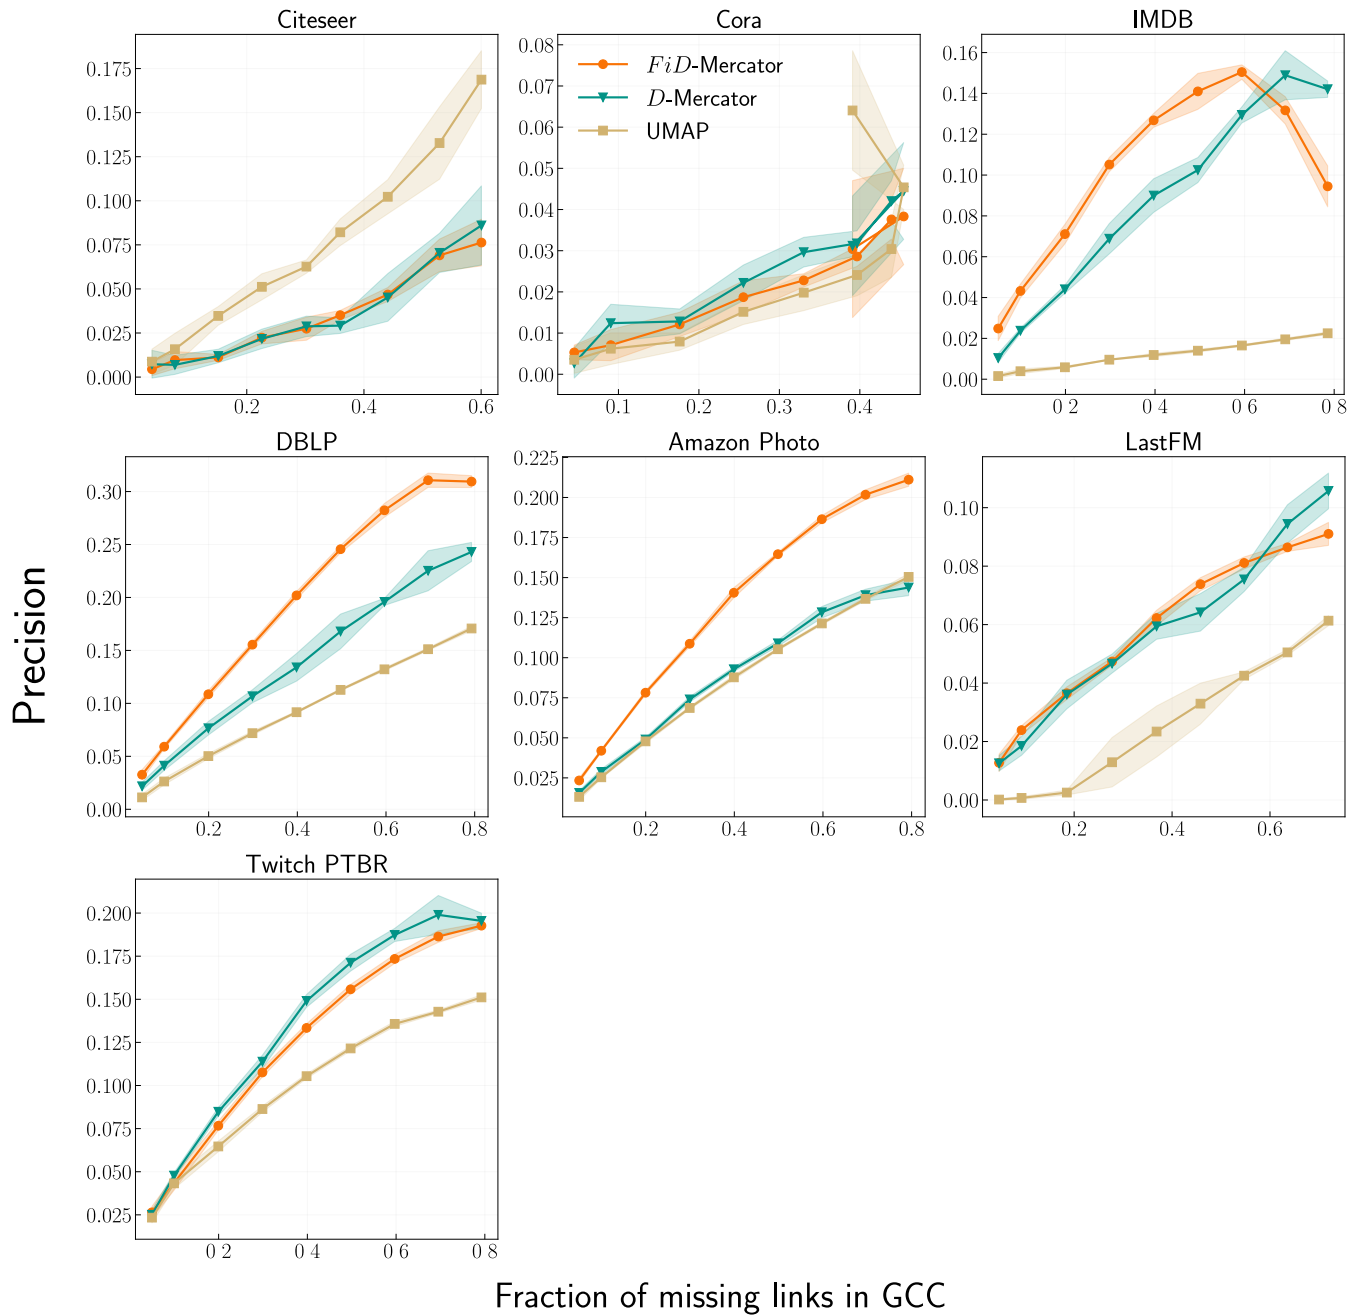 Citeseer
0.175
0.150
0.125
0.100
0.075
0.050
0.025
0.000
0.2 0.4 0.6
Cora
FiD-Mercator
D-Mercator
UMAP
0.08
0.07
0.06
0.05
0.04
0.03
0.02
0.01
0.00
0.1 0.2 0.3 0.4
IMDB
0.16
0.14
0.12
0.10
0.08
0.06
0.04
0.02
0.00
0 2 0 4 0 6 0 8
DBLP
0.30
0.25
0.20
0.15
0.10
0.05
0.00
0.2 0.4 0.6 0.8
Amazon Photo
0.225
0.200
0.175
0.150
0.125
0.100
0.075
0.050
0.025
0.2 0.4 0.6 0.8
LastFM
0.10
0.08
0.06
0.04
0.02
0.00
0.2 0.4 0.6
Twitch PTBR
0.200
0.175
0.150
0.125
0.100
0.075
0.050
0.025
0 2 0 4 0 6 0 8
Precision
Fraction of missing links in GCC